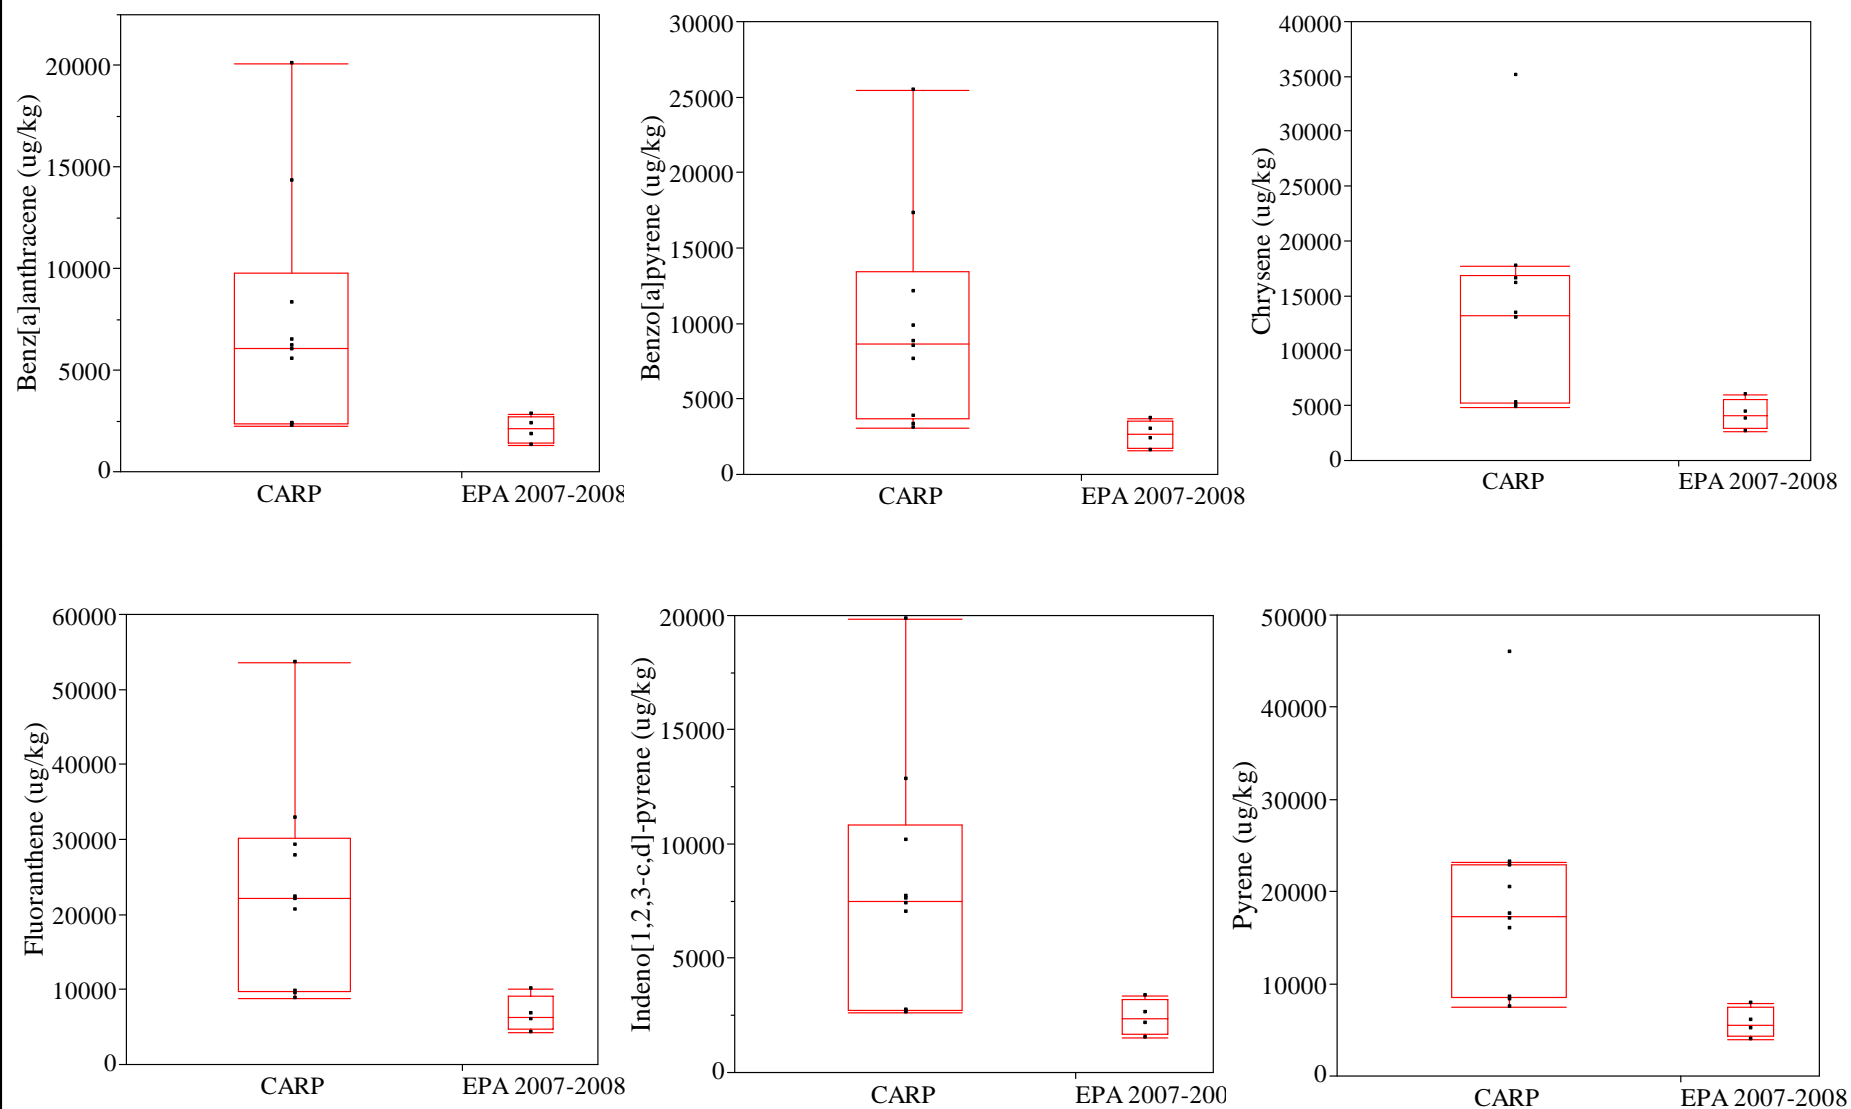 Benz[a]anthracene (ug/kg)
20000
15000
10000
5000
0
CARP
EPA 2007-2008
Benzo[a]pyrene (ug/kg)
30000
25000
20000
15000
10000
5000
0
CARP
EPA 2007-2008
Chrysene (ug/kg)
40000
35000
30000
25000
20000
15000
10000
5000
0
CARP
EPA 2007-2008
Fluoranthene (ug/kg)
60000
50000
40000
30000
20000
10000
0
CARP
EPA 2007-2008
Indeno[1,2,3-c,d]-pyrene (ug/kg)
20000
15000
10000
5000
0
CARP
EPA 2007-200
Pyrene (ug/kg)
50000
40000
30000
20000
10000
0
CARP
EPA 2007-2008